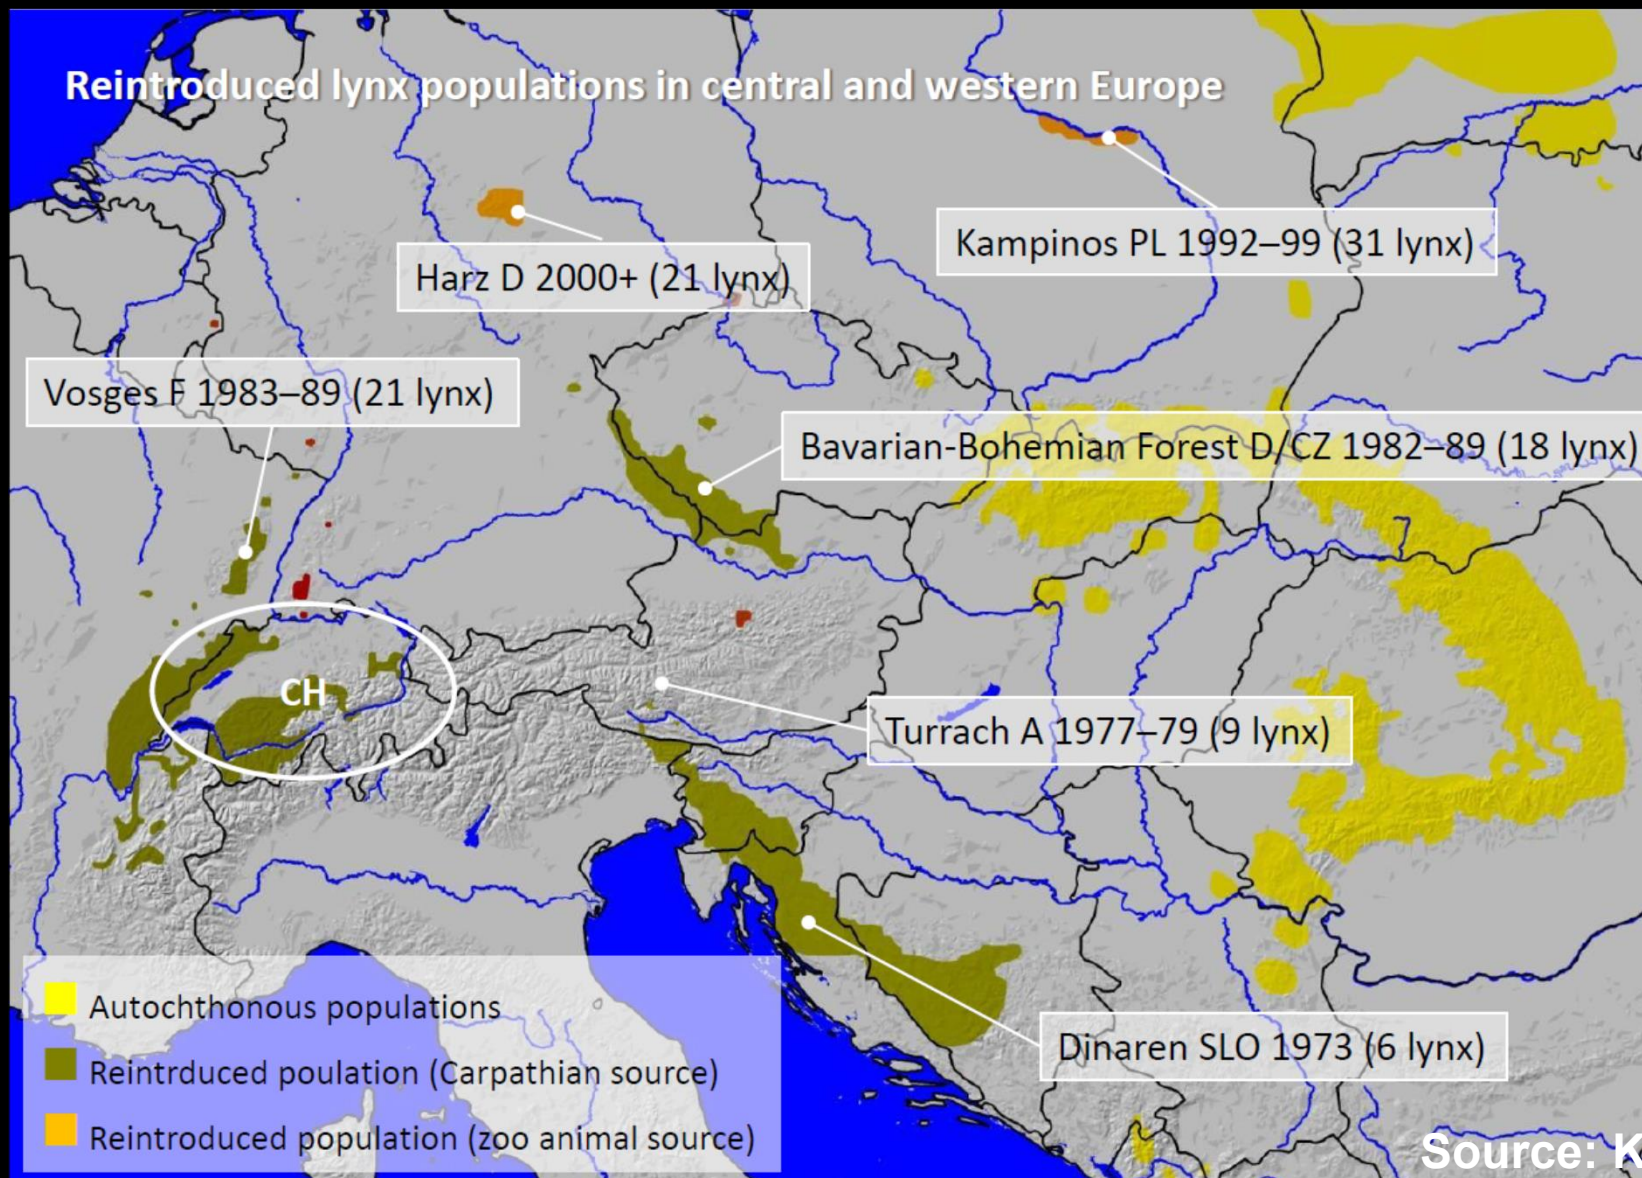 Reintroduced lynx populations in central and western Europe
Kampinos PL 1992–99 (31 lynx)
Harz D 2000+ (21 lynx)
Vosges F 1983–89 (21 lynx)
Bavarian-Bohemian Forest D/CZ 1982–89 (18 lynx)
CH
Turrach A 1977–79 (9 lynx)
Dinaren SLO 1973 (6 lynx)
Autochthonous populations
Reintrduced poulation (Carpathian source)
Reintroduced population (zoo animal source)
Source: K